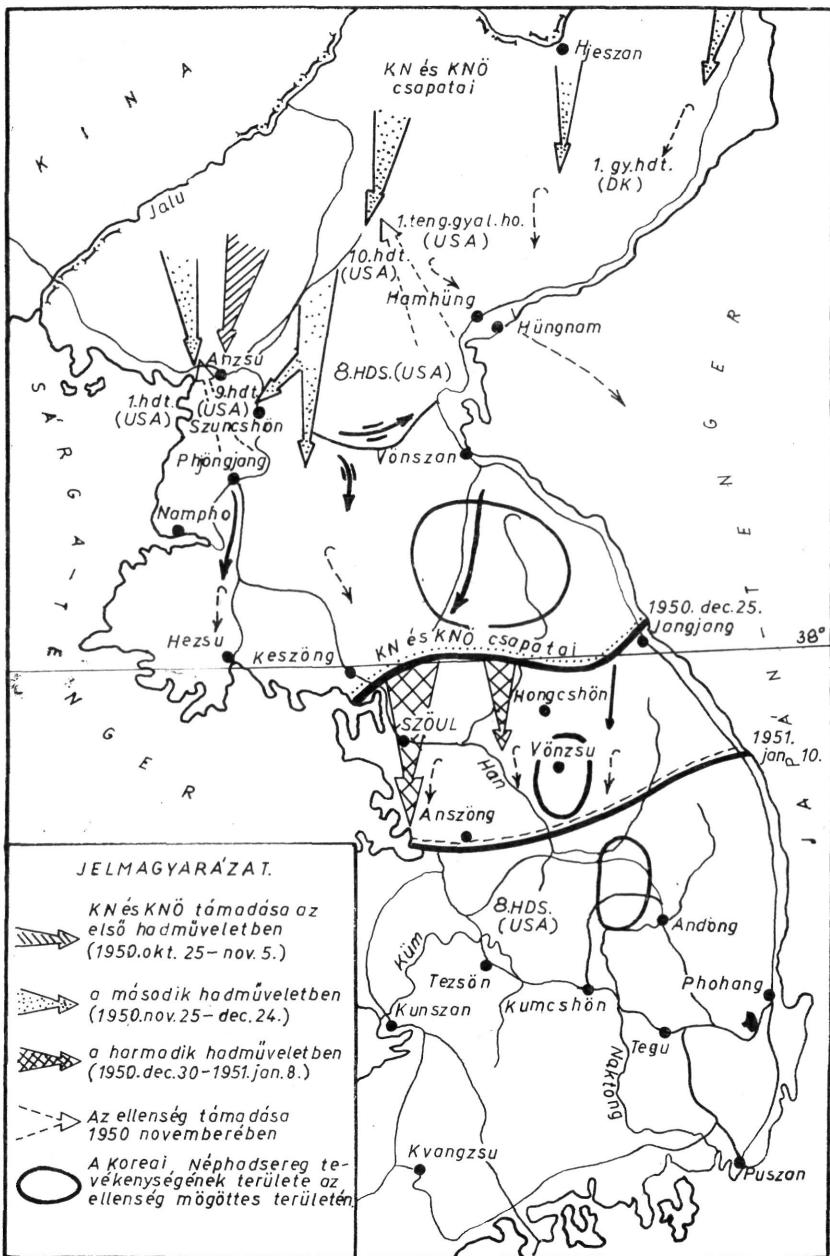 KINA
KN és KNÖ
csapatai
Hjeszan
1. gy. hdt.
(DK)
Jalu
1. teng. gyal. ho.
(USA)
10. hdt.
(USA)
Hamhüng
Hüngnam
Anzsu
8. HDS. (USA)
1. hdt.
(USA)
9. hdt.
(USA)
Szuncshön
Vönszan
Phöngjang
Nampho
SÁRGA-TENGER
JAPÁN-TENGER
1950. dec. 25.
Jangjang
38°
KN és KNÖ csapatai
Hezsu
Keszöng
Hongcshön
SZÖUL
Vönzsu
Han
1951.
jan. 10.
Anszöng
8. HDS.
(USA)
Andong
Küm
Tezsön
Kumcshön
Phohang
Kunszan
Tegu
Naktong
Kvangzsu
Puszan
JELMAGYARÁZAT.
KN és KNÖ támadása az
első hadműveletben
(1950. okt. 25 – nov. 5.)
a második hadműveletben
(1950. nov. 25 – dec. 24.)
a harmadik hadműveletben
(1950. dec. 30 – 1951. jan. 8.)
Az ellenség támadása
1950 novemberében
A Koreai Néphadsereg te-
vékenységének területe az
ellenség mögöttes területén.